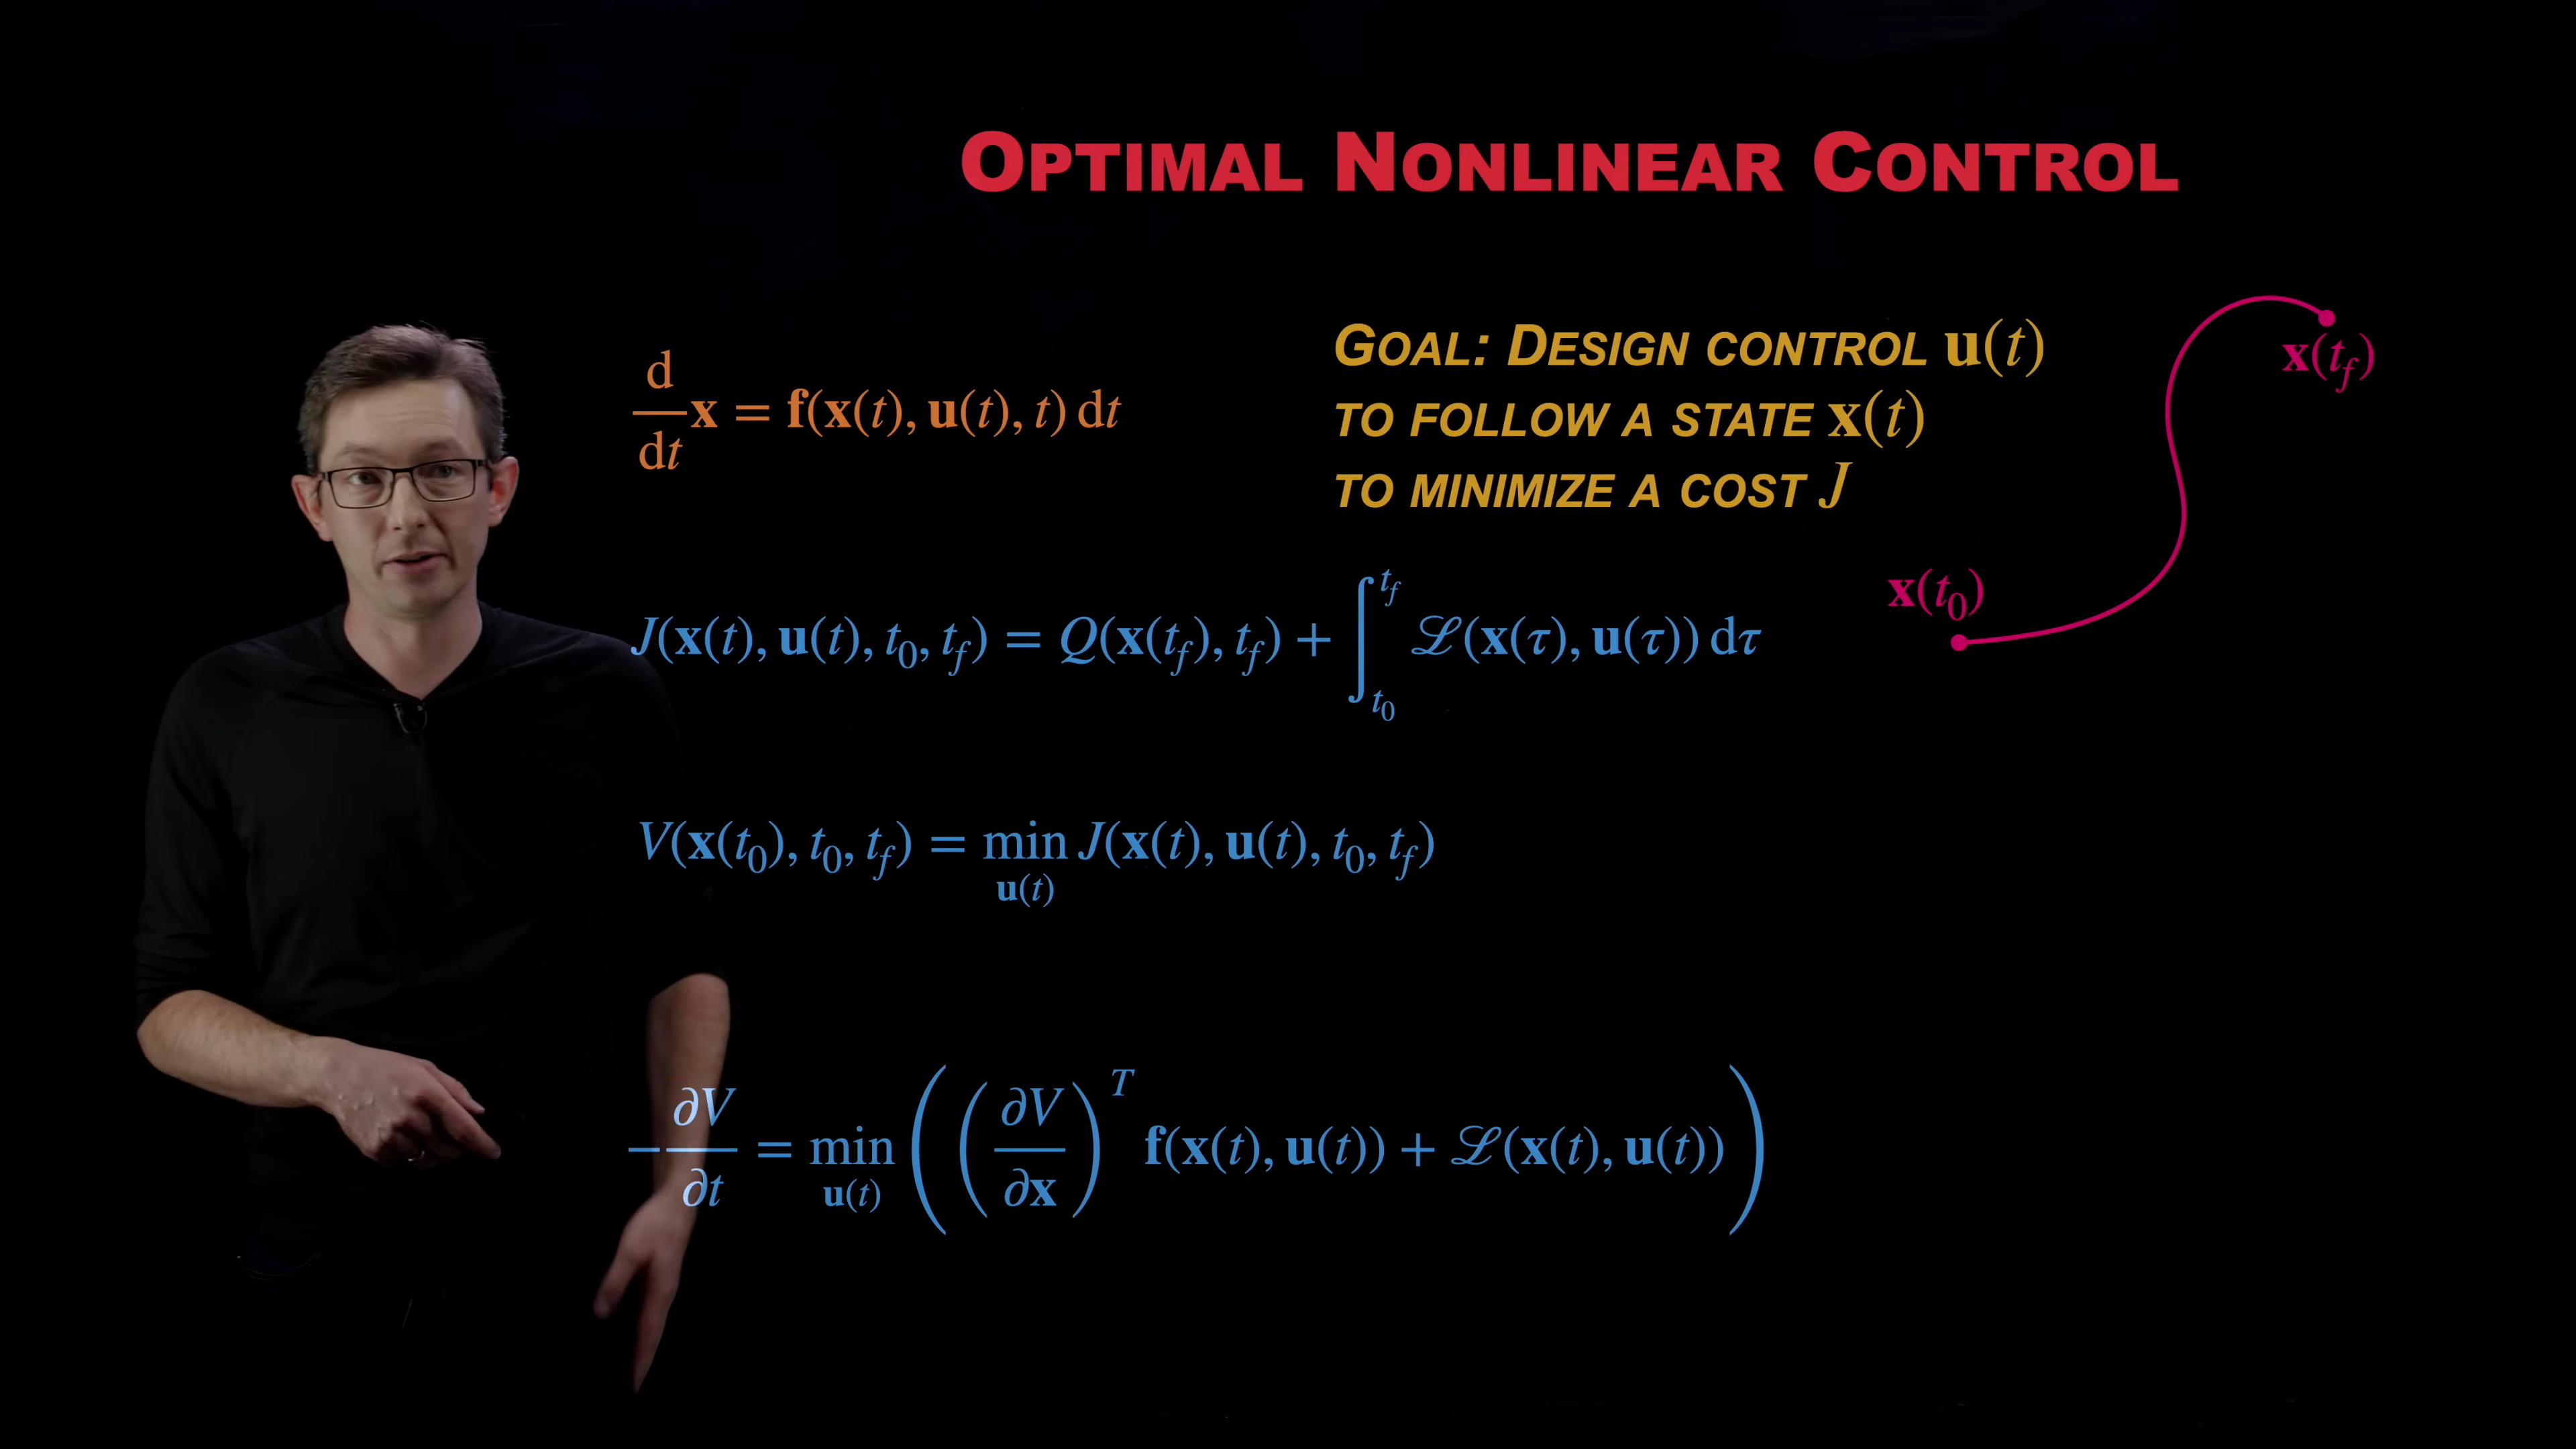 OPTIMAL NONLINEAR CONTROL
d/dt x = f(x(t), u(t), t) dt
GOAL: DESIGN CONTROL u(t)
TO FOLLOW A STATE x(t)
TO MINIMIZE A COST J
x(t_f)
x(t_0)
J(x(t), u(t), t_0, t_f) = Q(x(t_f), t_f) + ∫_{t_0}^{t_f} ℒ(x(τ), u(τ)) dτ
V(x(t_0), t_0, t_f) = min_{u(t)} J(x(t), u(t), t_0, t_f)
−∂V/∂t = min_{u(t)} ((∂V/∂x)^T f(x(t), u(t)) + ℒ(x(t), u(t)))